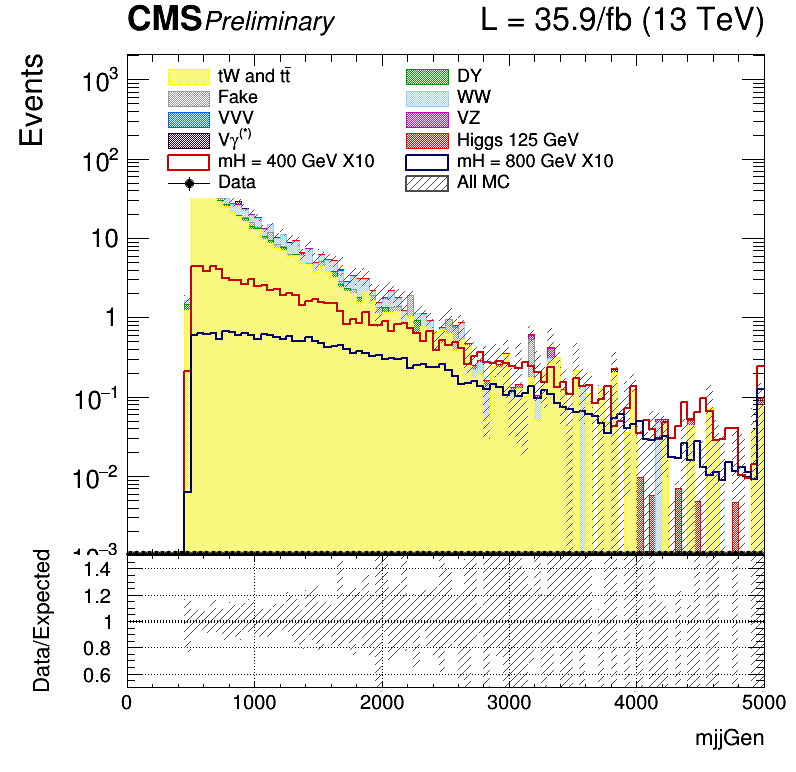 CMS Preliminary L = 35.9/fb (13 TeV)
Events
10³
10²
10
1
10⁻¹
10⁻²
10⁻³
tW and tt̄ DY
Fake WW
VVV VZ
Vγ⁽*⁾ Higgs 125 GeV
mH = 400 GeV X10 mH = 800 GeV X10
Data All MC
Data/Expected
1.4
1.2
1
0.8
0.6
0 1000 2000 3000 4000 5000
mjjGen